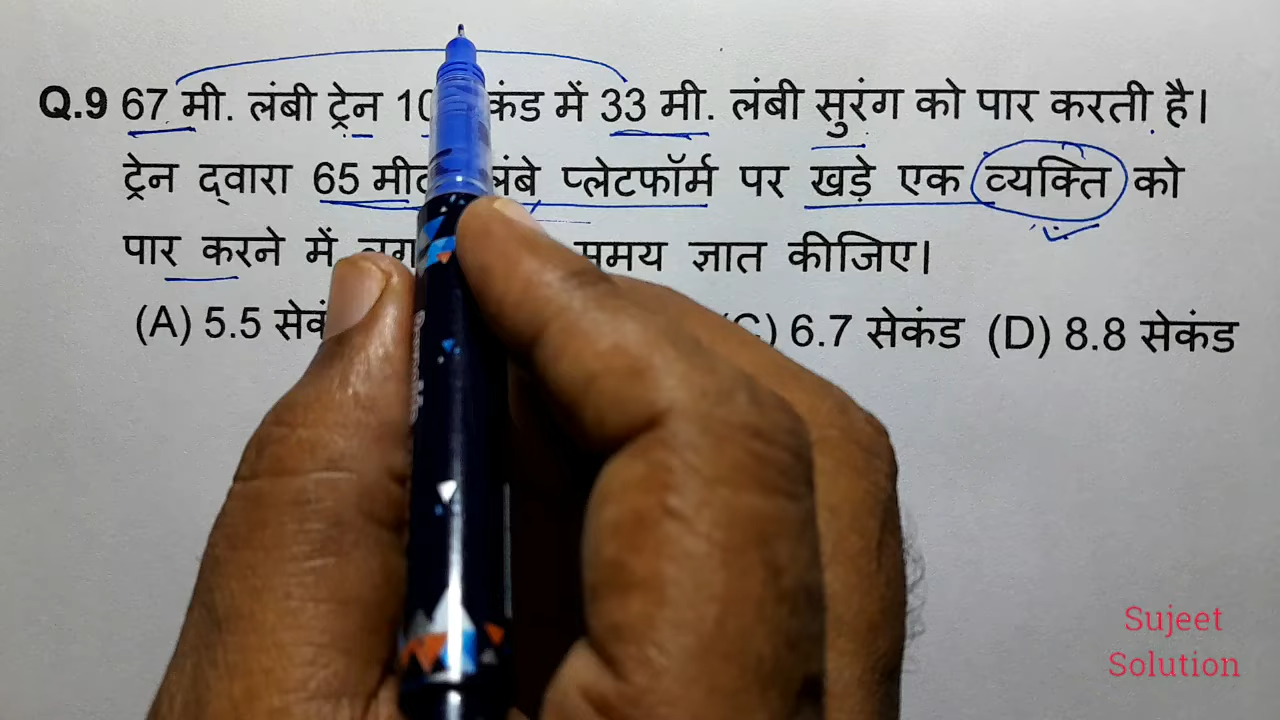 Q.9 67 मी. लंबी ट्रेन 10 में 33 मी. लंबी सुरंग को पार करती है।
ट्रेन द्वारा 65 प्लेटफॉर्म पर खड़े एक व्यक्ति को
पार करने में समय ज्ञात कीजिए।
(A) 5.5 6.7 सेकंड (D) 8.8 सेकंड
Sujeet
Solution